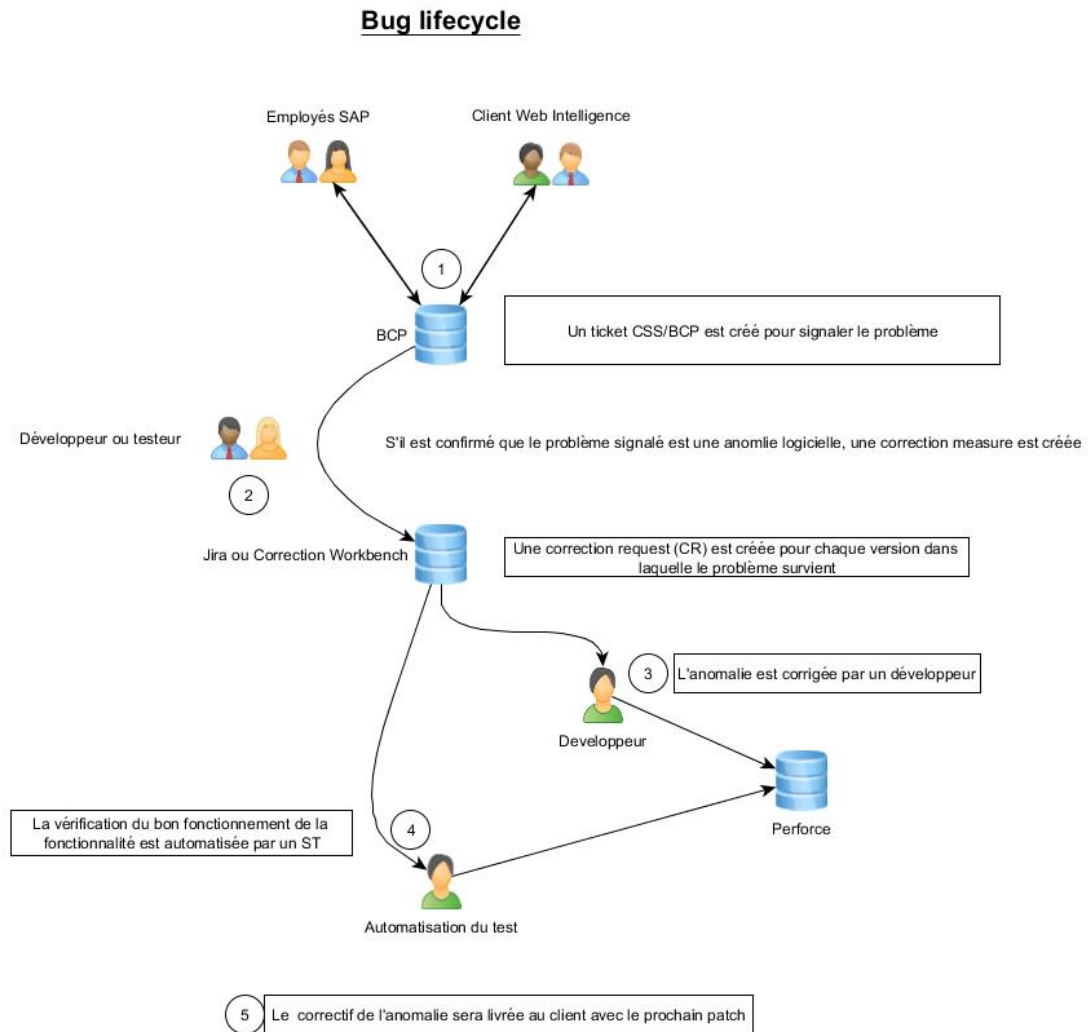 Bug lifecycle
Employés SAP
Client Web Intelligence
1
BCP
Un ticket CSS/BCP est créé pour signaler le problème
Développeur ou testeur
S'il est confirmé que le problème signalé est une anomlie logicielle, une correction measure est créée
2
Jira ou Correction Workbench
Une correction request (CR) est créée pour chaque version dans
laquelle le problème survient
3
L'anomalie est corrigée par un développeur
Developpeur
Perforce
La vérification du bon fonctionnement de la
fonctionnalité est automatisée par un ST
4
Automatisation du test
5
Le correctif de l'anomalie sera livrée au client avec le prochain patch